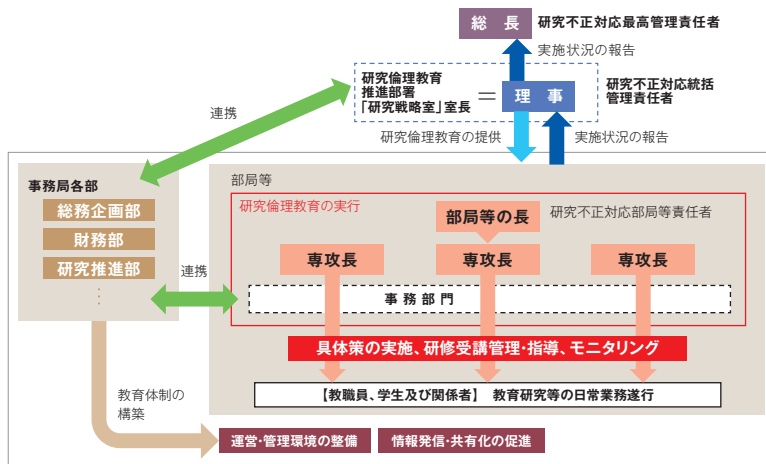 総 長
研究不正対応最高管理責任者
実施状況の報告
研究倫理教育
推進部署
「研究戦略室」室長
＝
理 事
研究不正対応統括
管理責任者
連携
研究倫理教育の提供
実施状況の報告
事務局各部
総務企画部
財務部
研究推進部
⋮
連携
部局等
研究倫理教育の実行
部局等の長
研究不正対応部局等責任者
専攻長
専攻長
専攻長
事 務 部 門
具体策の実施、研修受講管理・指導、モニタリング
【教職員、学生及び関係者】 教育研究等の日常業務遂行
教育体制の
構築
運営・管理環境の整備
情報発信・共有化の促進